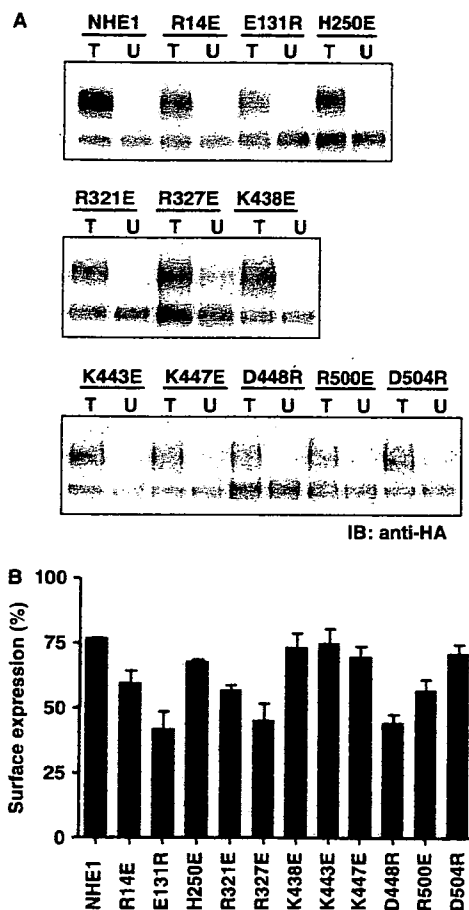 A
NHE1 R14E E131R H250E
T U T U T U T U
R321E R327E K438E
T U T U T U
K443E K447E D448R R500E D504R
T U T U T U T U T U
IB: anti-HA
B
Surface expression (%)
100
75
50
25
0
NHE1 R14E E131R H250E R321E R327E K438E K443E K447E D448R R500E D504R